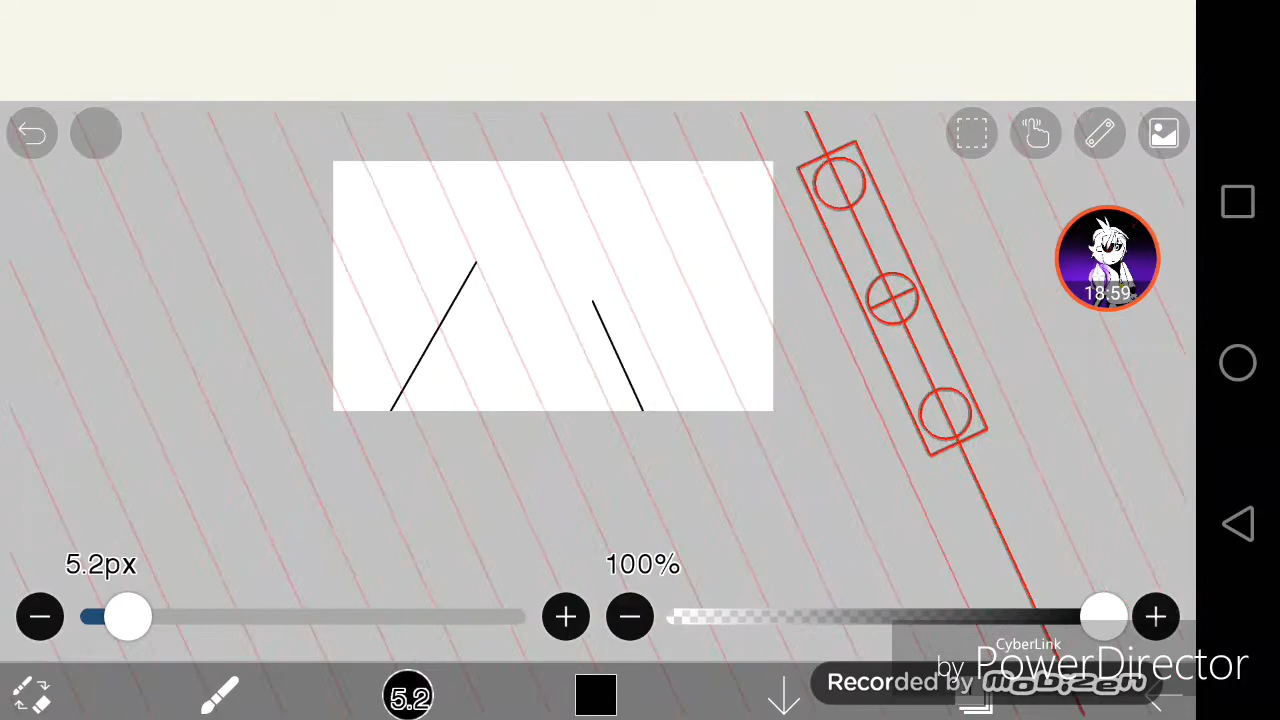 18:59
5.2px
100%
CyberLink
by PowerDirector
5.2
Recorded by mobizen